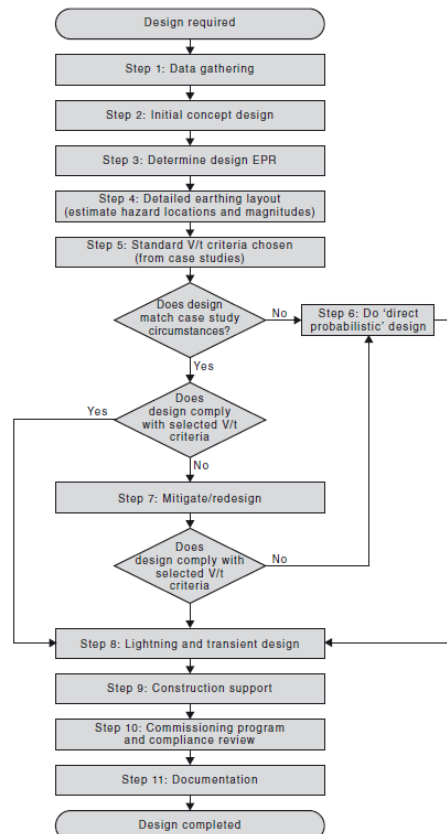 Design required
Step 1: Data gathering
Step 2: Initial concept design
Step 3: Determine design EPR
Step 4: Detailed earthing layout
(estimate hazard locations and magnitudes)
Step 5: Standard V/t criteria chosen
(from case studies)
Does design
match case study
circumstances?
No
Step 6: Do ‘direct
probabilistic’ design
Yes
Does
design comply
with selected V/t
criteria
Yes
No
Step 7: Mitigate/redesign
Does
design comply with
selected V/t
criteria
No
Step 8: Lightning and transient design
Step 9: Construction support
Step 10: Commissioning program
and compliance review
Step 11: Documentation
Design completed